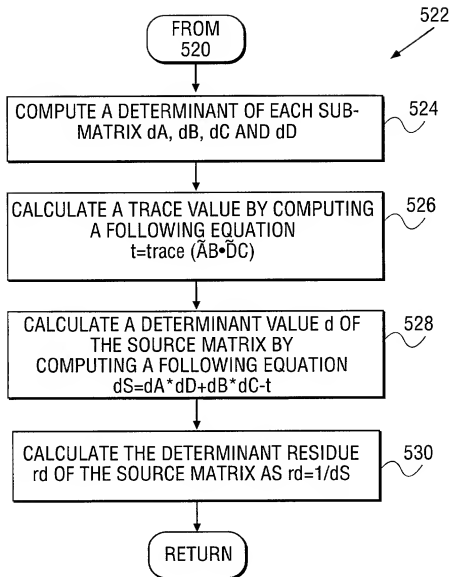 FROM
520
522
COMPUTE A DETERMINANT OF EACH SUB-
MATRIX dA, dB, dC AND dD
524
CALCULATE A TRACE VALUE BY COMPUTING
A FOLLOWING EQUATION
t=trace (ÃB•D̃C)
526
CALCULATE A DETERMINANT VALUE d OF
THE SOURCE MATRIX BY
COMPUTING A FOLLOWING EQUATION
dS=dA*dD+dB*dC-t
528
CALCULATE THE DETERMINANT RESIDUE
rd OF THE SOURCE MATRIX AS rd=1/dS
530
RETURN